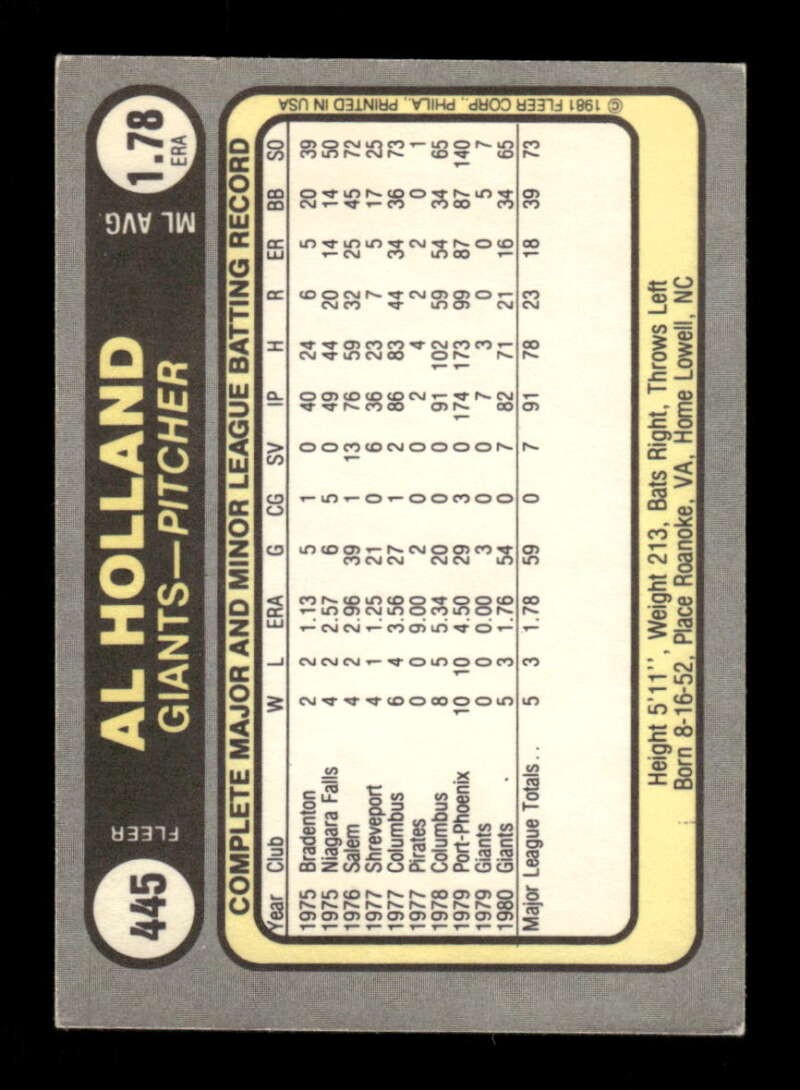 445
FLEER
AL HOLLAND
GIANTS—PITCHER
ML AVG.
1.78
ERA
COMPLETE MAJOR AND MINOR LEAGUE BATTING RECORD
Year Club W L ERA G CG SV IP H R ER BB SO
1975 Bradenton 2 2 1.13 5 1 0 40 24 6 5 20 39
1975 Niagara Falls 4 2 2.57 6 5 0 49 44 20 14 14 50
1976 Salem 4 2 2.96 39 1 13 76 59 32 25 45 72
1977 Shreveport 4 1 1.25 21 0 6 36 23 7 5 17 25
1977 Columbus 6 4 3.56 27 1 2 86 83 44 34 36 73
1977 Pirates 0 0 9.00 2 0 0 2 4 2 2 0 1
1978 Columbus 8 5 5.34 20 0 0 91 102 59 54 34 65
1979 Port-Phoenix 10 10 4.50 29 3 0 174 173 99 87 87 140
1979 Giants 0 0 0.00 3 0 0 7 3 0 0 5 7
1980 Giants 5 3 1.76 54 0 7 82 71 21 16 34 65
Major League Totals... 5 3 1.78 59 0 7 91 78 23 18 39 73
© 1981 FLEER CORP., PHILA., PRINTED IN USA
Height 5'11'', Weight 213, Bats Right, Throws Left
Born 8-16-52, Place Roanoke, VA, Home Lowell, NC